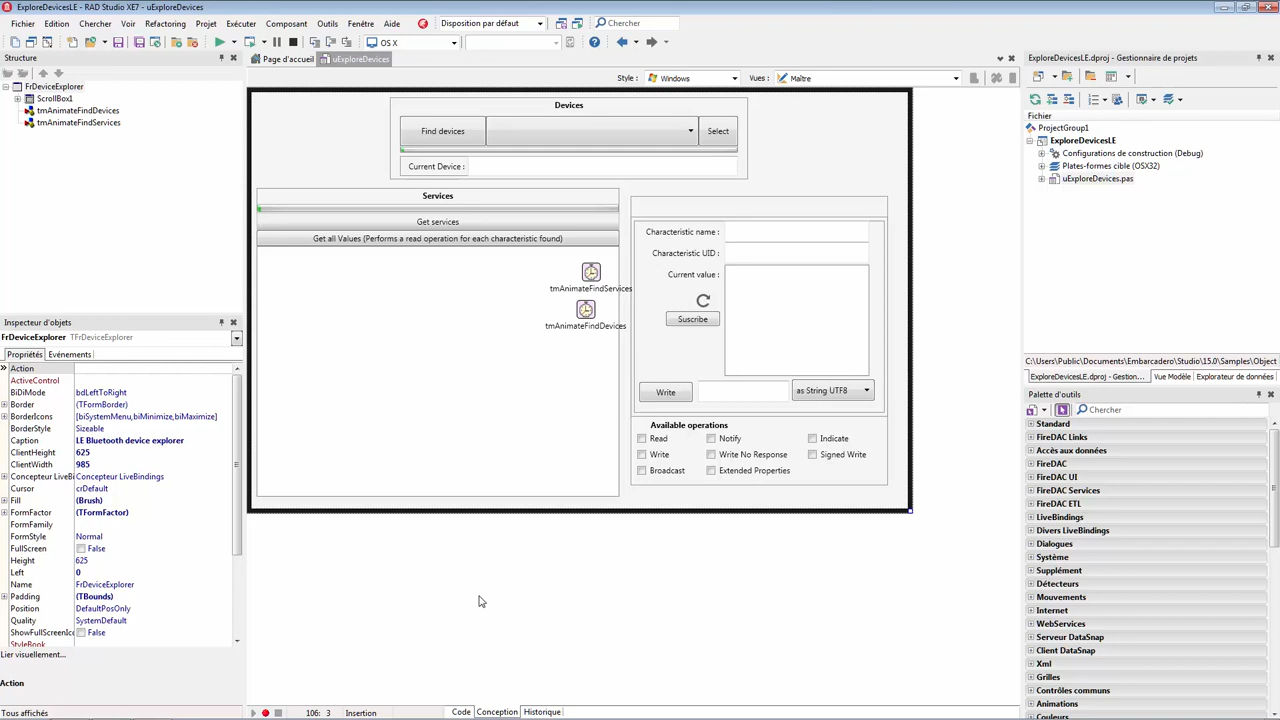 ExploreDevicesLE - RAD Studio XE7 - uExploreDevices
Fichier Edition Chercher Voir Refactoring Projet Exécuter Composant Outils Fenêtre Aide Disposition par défaut Chercher
OS X
Structure
FrDeviceExplorer
ScrollBox1
tmAnimateFindDevices
tmAnimateFindServices
Inspecteur d'objets
FrDeviceExplorer TFrDeviceExplorer
Propriétés Evénements
Action
ActiveControl
BiDiMode bdLeftToRight
Border (TFormBorder)
BorderIcons [biSystemMenu,biMinimize,biMaximize]
BorderStyle Sizeable
Caption LE Bluetooth device explorer
ClientHeight 625
ClientWidth 985
Concepteur LiveBi Concepteur LiveBindings
Cursor crDefault
Fill (Brush)
FormFactor (TFormFactor)
FormFamily
FormStyle Normal
FullScreen False
Height 625
Left 0
Name FrDeviceExplorer
Padding (TBounds)
Position DefaultPosOnly
Quality SystemDefault
ShowFullScreenIc False
StyleBook
Lier visuellement...
Action
Tous affichés
Page d'accueil uExploreDevices
Style : Windows Vues : Maître
Devices
Find devices Select
Current Device :
Services
Get services
Get all Values (Performs a read operation for each characteristic found)
tmAnimateFindServices
tmAnimateFindDevices
Characteristic name :
Characteristic UID :
Current value :
Suscribe
Write as String UTF8
Available operations
Read Notify Indicate
Write Write No Response Signed Write
Broadcast Extended Properties
106: 3 Insertion Code Conception Historique
ExploreDevicesLE.dproj - Gestionnaire de projets
Fichier
ProjectGroup1
ExploreDevicesLE
Configurations de construction (Debug)
Plates-formes cible (OSX32)
uExploreDevices.pas
C:\Users\Public\Documents\Embarcadero\Studio\15.0\Samples\Object
ExploreDevicesLE.dproj - Gestion... Vue Modèle Explorateur de données
Palette d'outils
Chercher
Standard
FireDAC Links
Accès aux données
FireDAC
FireDAC UI
FireDAC Services
FireDAC ETL
LiveBindings
Divers LiveBindings
Dialogues
Système
Supplément
Détecteurs
Mouvements
Internet
WebServices
Serveur DataSnap
Client DataSnap
Xml
Grilles
Contrôles communs
Animations
Couleurs